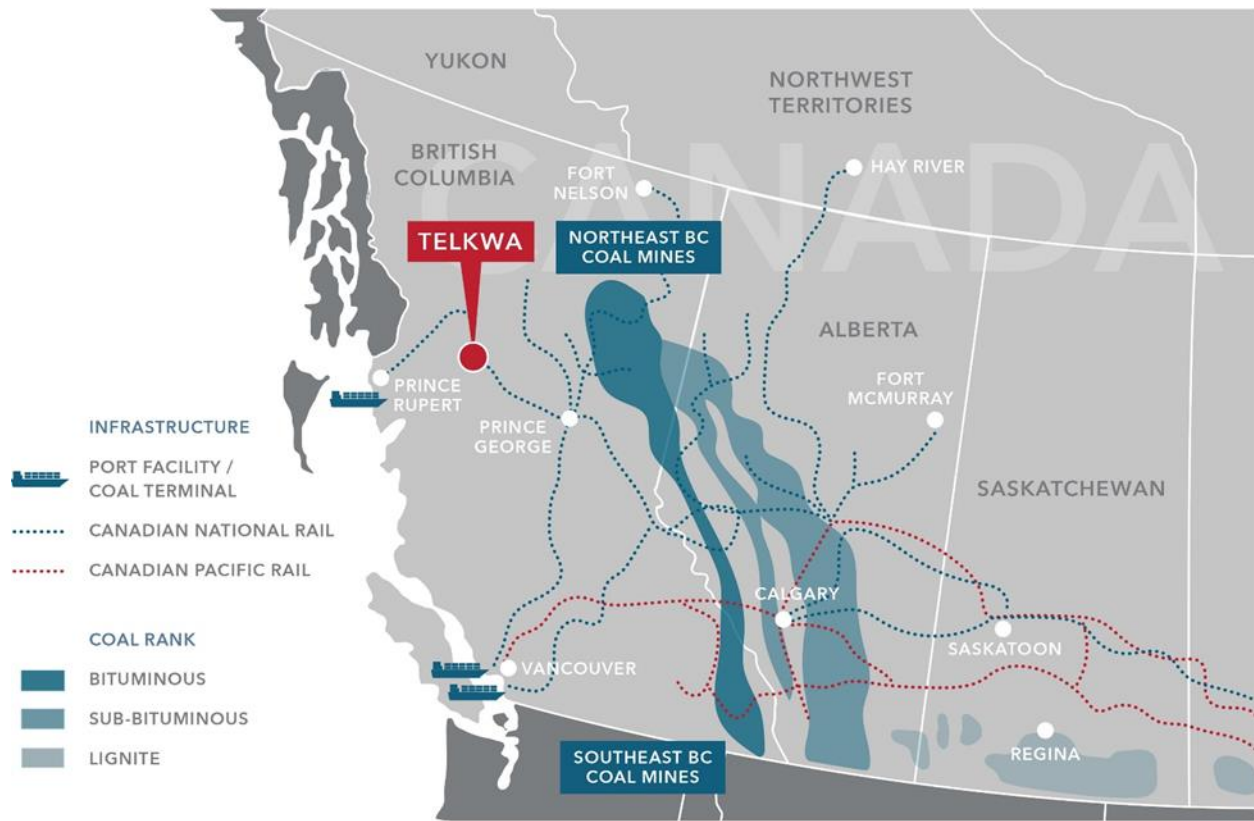 YUKON
NORTHWEST
TERRITORIES
CANADA
BRITISH
COLUMBIA
FORT
NELSON
HAY RIVER
TELKWA
NORTHEAST BC
COAL MINES
ALBERTA
FORT
MCMURRAY
PRINCE
RUPERT
PRINCE
GEORGE
SASKATCHEWAN
INFRASTRUCTURE
PORT FACILITY /
COAL TERMINAL
CANADIAN NATIONAL RAIL
CANADIAN PACIFIC RAIL
CALGARY
SASKATOON
VANCOUVER
COAL RANK
BITUMINOUS
SUB-BITUMINOUS
LIGNITE
SOUTHEAST BC
COAL MINES
REGINA